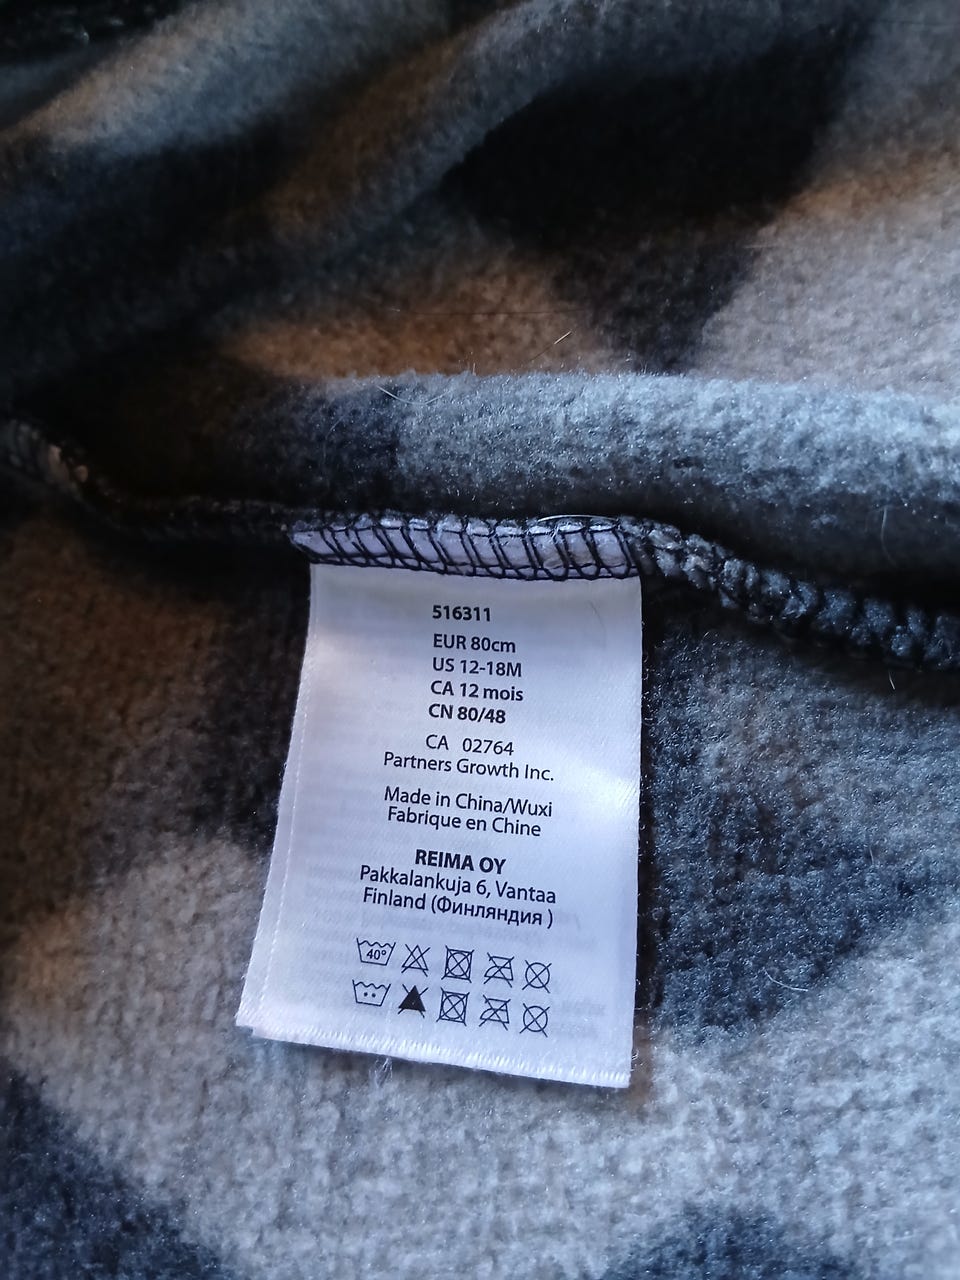 516311
EUR 80cm
US 12-18M
CA 12 mois
CN 80/48
CA 02764
Partners Growth Inc.
Made in China/Wuxi
Fabrique en Chine
REIMA OY
Pakkalankuja 6, Vantaa
Finland (Финляндия )
40°